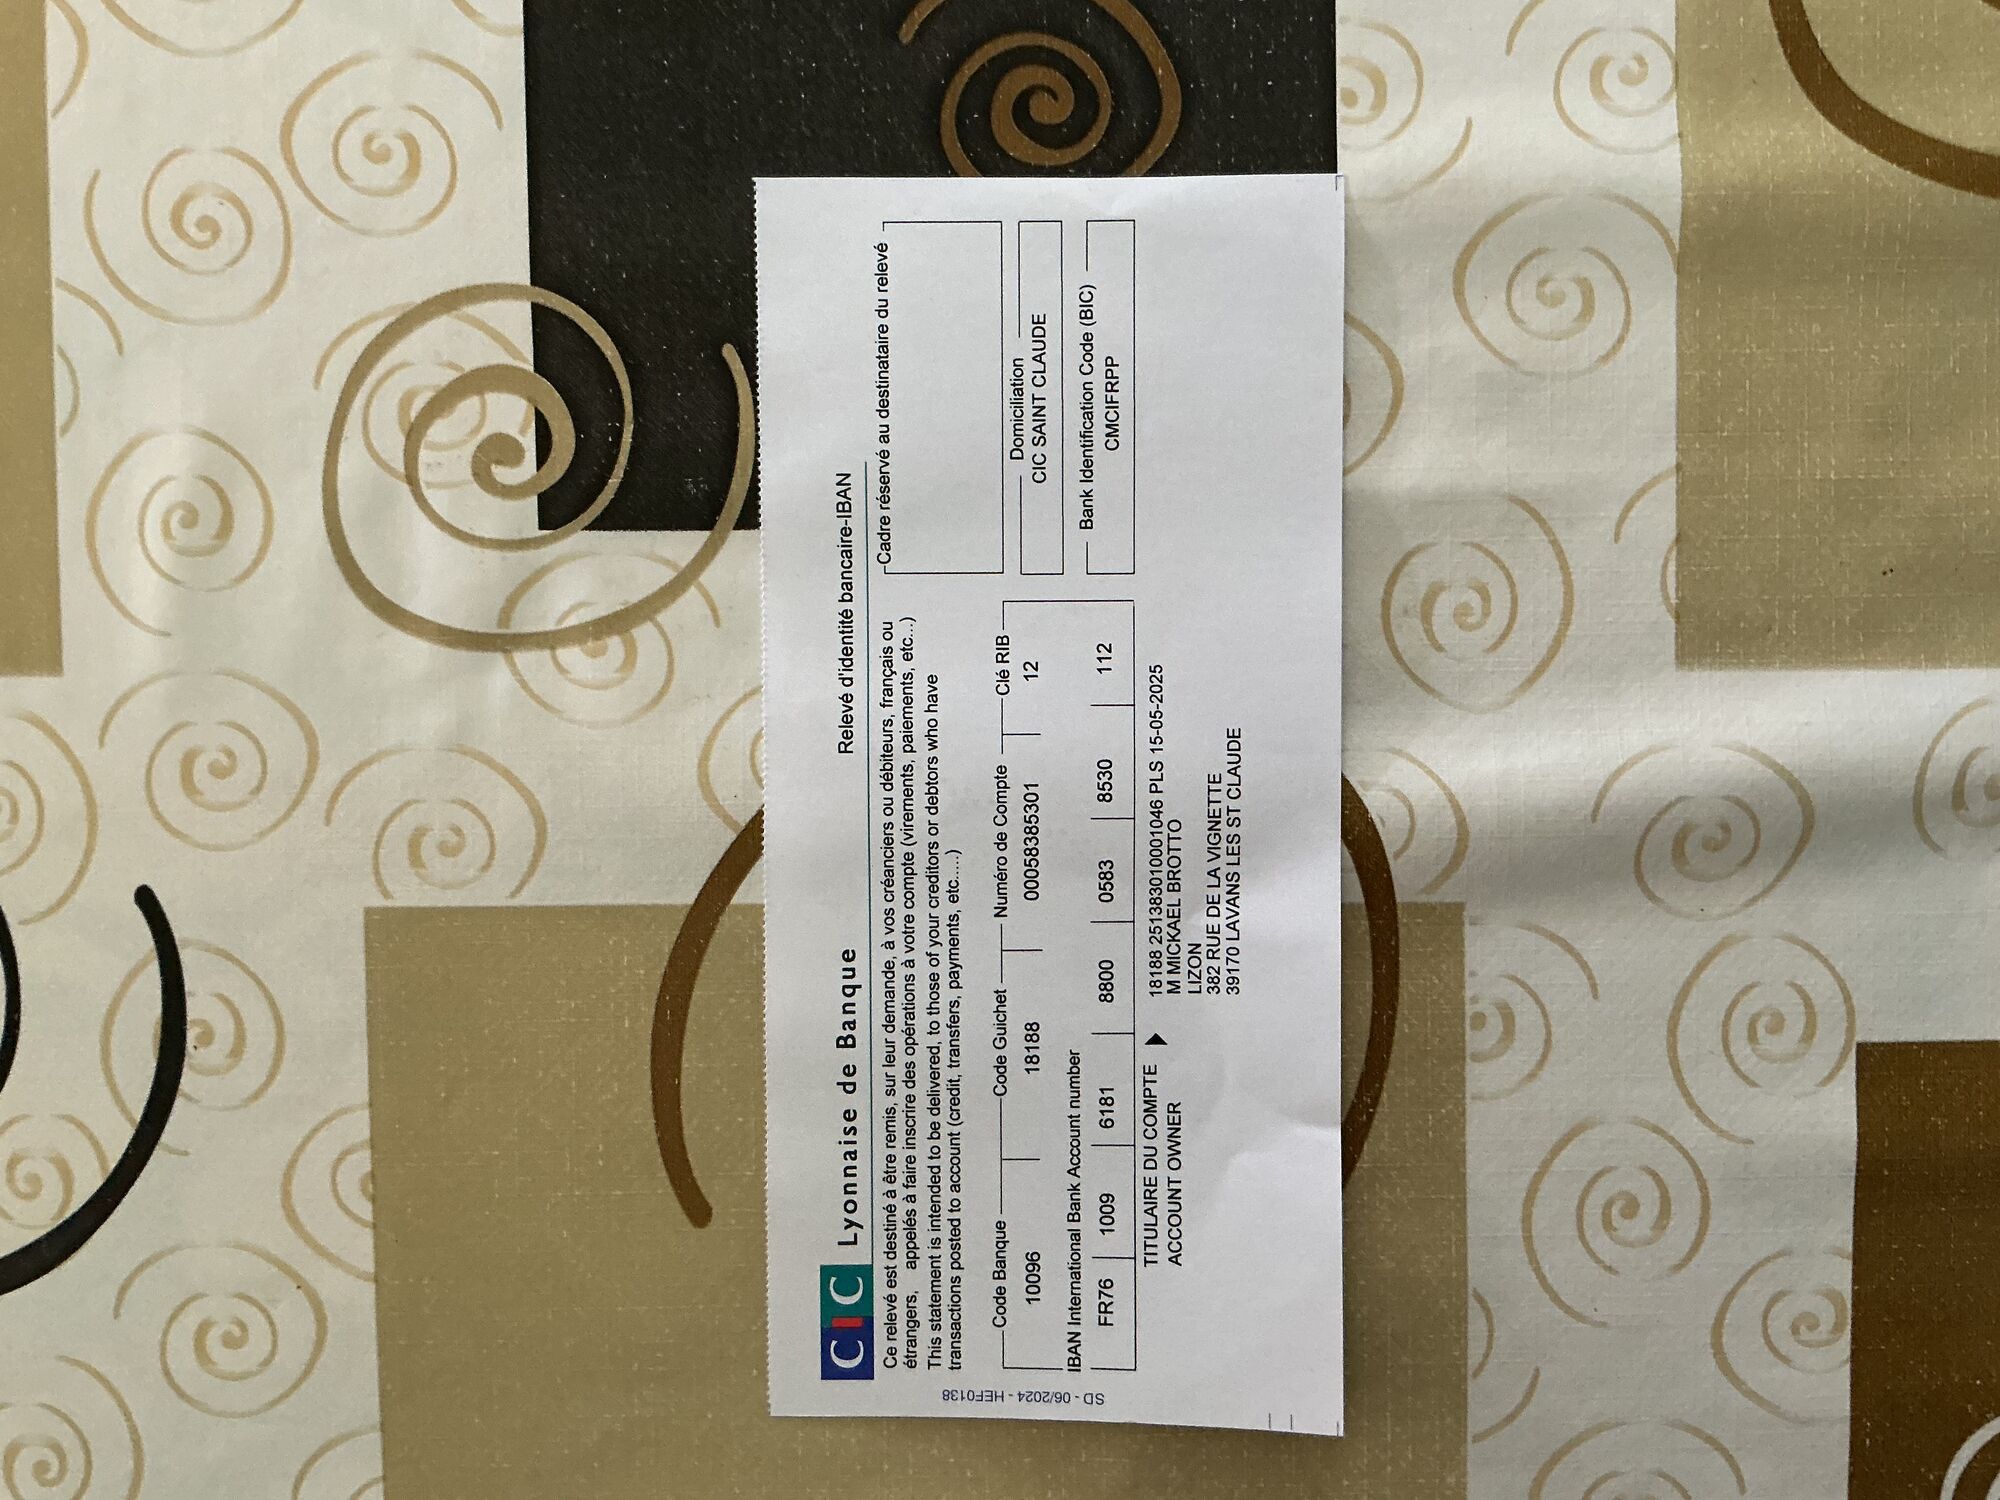 CIC Lyonnaise de Banque
Relevé d'identité bancaire-IBAN
Ce relevé est destiné à être remis, sur leur demande, à vos créanciers ou débiteurs, français ou
étrangers, appelés à faire inscrire des opérations à votre compte (virements, paiements, etc...)
This statement is intended to be delivered, to those of your creditors or debtors who have
transactions posted to account (credit, transfers, payments, etc.....)
Cadre réservé au destinataire du relevé
Code Banque Code Guichet Numéro de Compte Clé RIB
10096 18188 00058385301 12
Domiciliation
CIC SAINT CLAUDE
IBAN International Bank Account number
FR76 1009 6181 8800 0583 8530 112
Bank Identification Code (BIC)
CMCIFRPP
TITULAIRE DU COMPTE
ACCOUNT OWNER
18188 251383010001046 PLS 15-05-2025
M MICKAEL BROTTO
LIZON
382 RUE DE LA VIGNETTE
39170 LAVANS LES ST CLAUDE
SD - 06/2024 - HEF0138